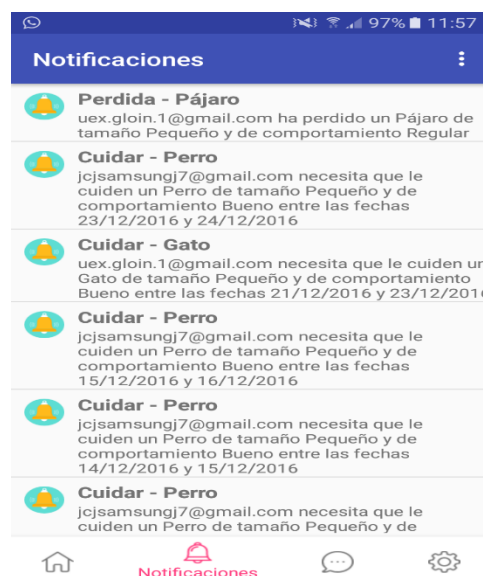 97% 11:57
Notificaciones
Perdida - Pájaro
uex.gloin.1@gmail.com ha perdido un Pájaro de
tamaño Pequeño y de comportamiento Regular
Cuidar - Perro
jcjsamsungj7@gmail.com necesita que le
cuiden un Perro de tamaño Pequeño y de
comportamiento Bueno entre las fechas
23/12/2016 y 24/12/2016
Cuidar - Gato
uex.gloin.1@gmail.com necesita que le cuiden un
Gato de tamaño Pequeño y de comportamiento
Bueno entre las fechas 21/12/2016 y 23/12/2016
Cuidar - Perro
jcjsamsungj7@gmail.com necesita que le
cuiden un Perro de tamaño Pequeño y de
comportamiento Bueno entre las fechas
15/12/2016 y 16/12/2016
Cuidar - Perro
jcjsamsungj7@gmail.com necesita que le
cuiden un Perro de tamaño Pequeño y de
comportamiento Bueno entre las fechas
14/12/2016 y 15/12/2016
Cuidar - Perro
jcjsamsungj7@gmail.com necesita que le
cuiden un Perro de tamaño Pequeño y de
Notificaciones